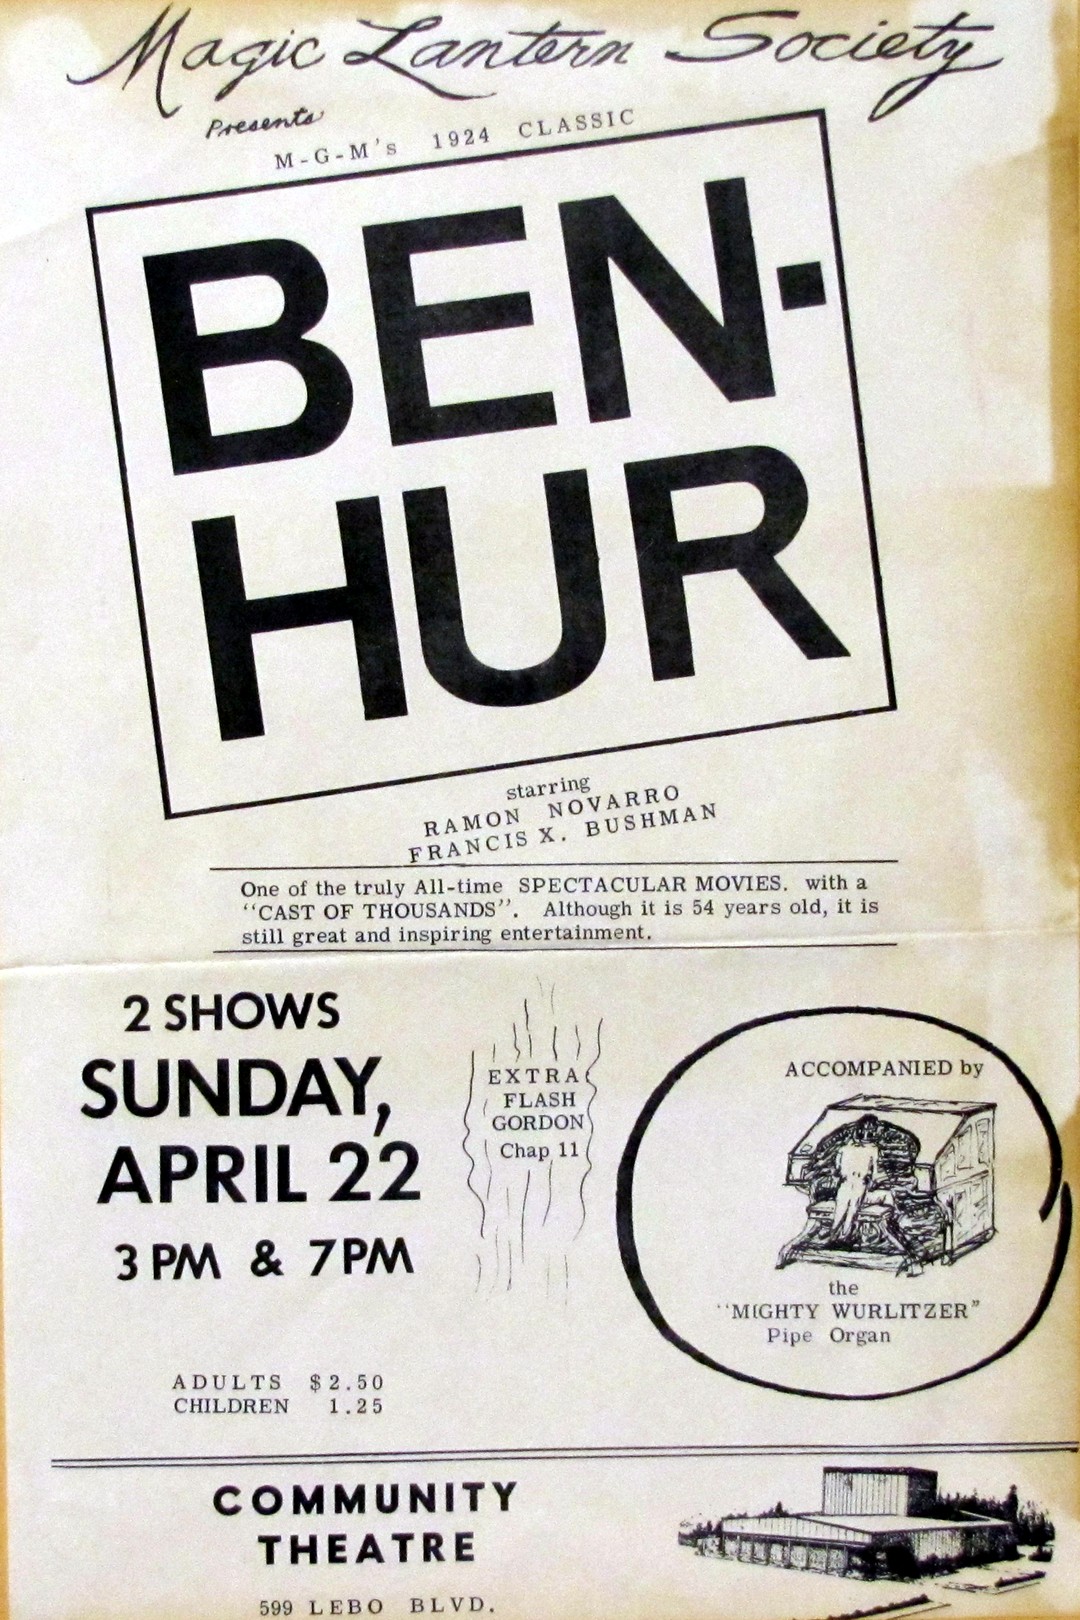 Magic Lantern Society
Presents
M-G-M's 1924 CLASSIC
BEN-
HUR
starring
RAMON NOVARRO
FRANCIS X. BUSHMAN
One of the truly All-time SPECTACULAR MOVIES. with a
"CAST OF THOUSANDS". Although it is 54 years old, it is
still great and inspiring entertainment.
2 SHOWS
SUNDAY,
APRIL 22
3 PM & 7 PM
ADULTS $2.50
CHILDREN 1.25
EXTRA
FLASH
GORDON
Chap 11
ACCOMPANIED by
the
"MIGHTY WURLITZER"
Pipe Organ
COMMUNITY
THEATRE
599 LEBO BLVD.